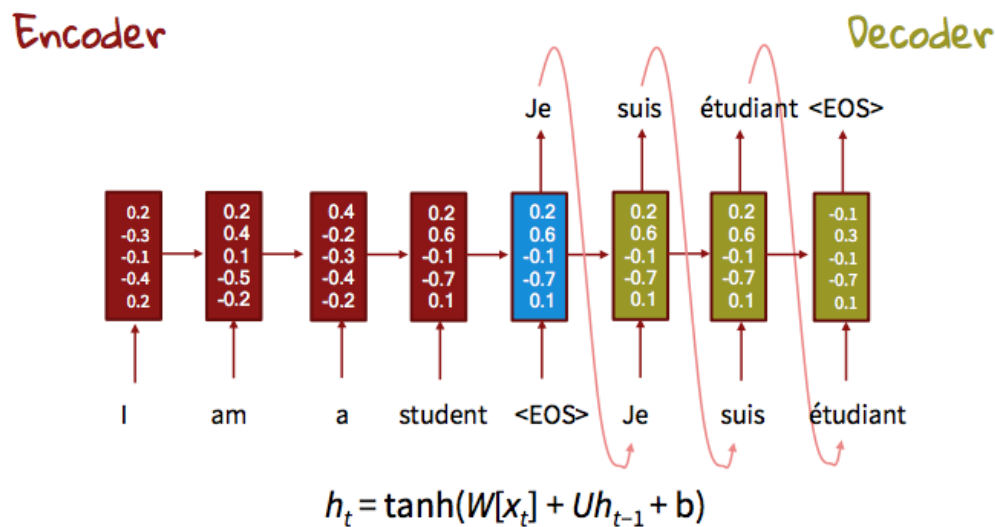 Encoder
Decoder
Je suis étudiant <EOS>
0.2 0.2 0.4 0.2 0.2 0.2 0.2 -0.1
-0.3 0.4 -0.2 0.6 0.6 0.6 0.6 0.3
-0.1 0.1 -0.3 -0.1 -0.1 -0.1 -0.1 -0.1
-0.4 -0.5 -0.4 -0.7 -0.7 -0.7 -0.7 -0.7
0.2 -0.2 -0.2 0.1 0.1 0.1 0.1 0.1
I am a student <EOS> Je suis étudiant
hₜ = tanh(W[xₜ] + Uhₜ₋₁ + b)